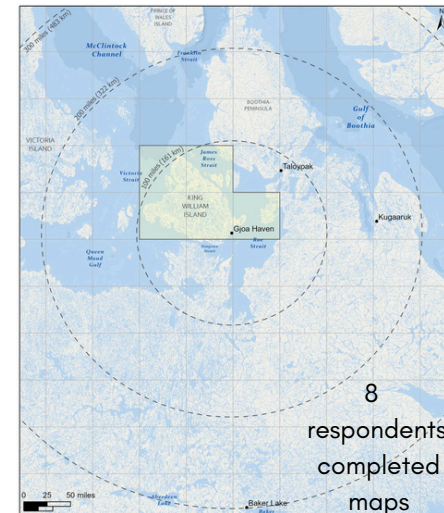 PRINCE OF
WALES
ISLAND
N
300 miles (483 km)
McClintock
Channel
Franklin
Strait
200 miles (322 km)
BOOTHIA
PENINSULA
Gulf
of
Boothia
VICTORIA
ISLAND
James
Ross
Strait
100 miles (161 km)
Victoria
Strait
Taloyoak
KING
WILLIAM
ISLAND
Kugaaruk
Gjoa Haven
Rae
Strait
Simpson
Strait
Queen
Maud
Gulf
8
respondents
completed
maps
0 25 50 miles
Aberdeen
Lake
Baker Lake
Baker